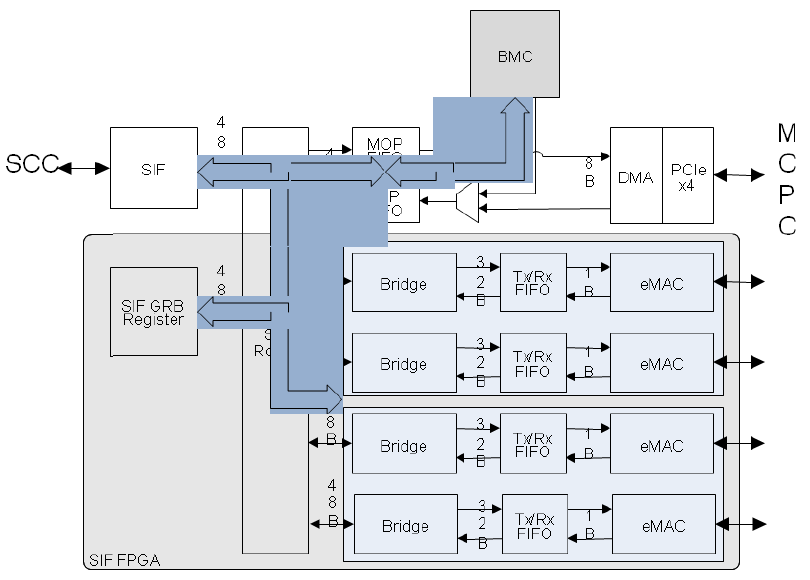 BMC
4
8
MOP
SCC
SIF
8
B
DMA
PCIe
x4
M
C
P
C
4
8
SIF GRB
Register
Bridge
3
2
B
Tx/Rx
FIFO
1
B
eMAC
Bridge
3
2
B
Tx/Rx
FIFO
1
B
eMAC
8
B
Bridge
3
2
B
Tx/Rx
FIFO
1
B
eMAC
4
8
B
Bridge
3
2
B
Tx/Rx
FIFO
1
B
eMAC
SIF FPGA